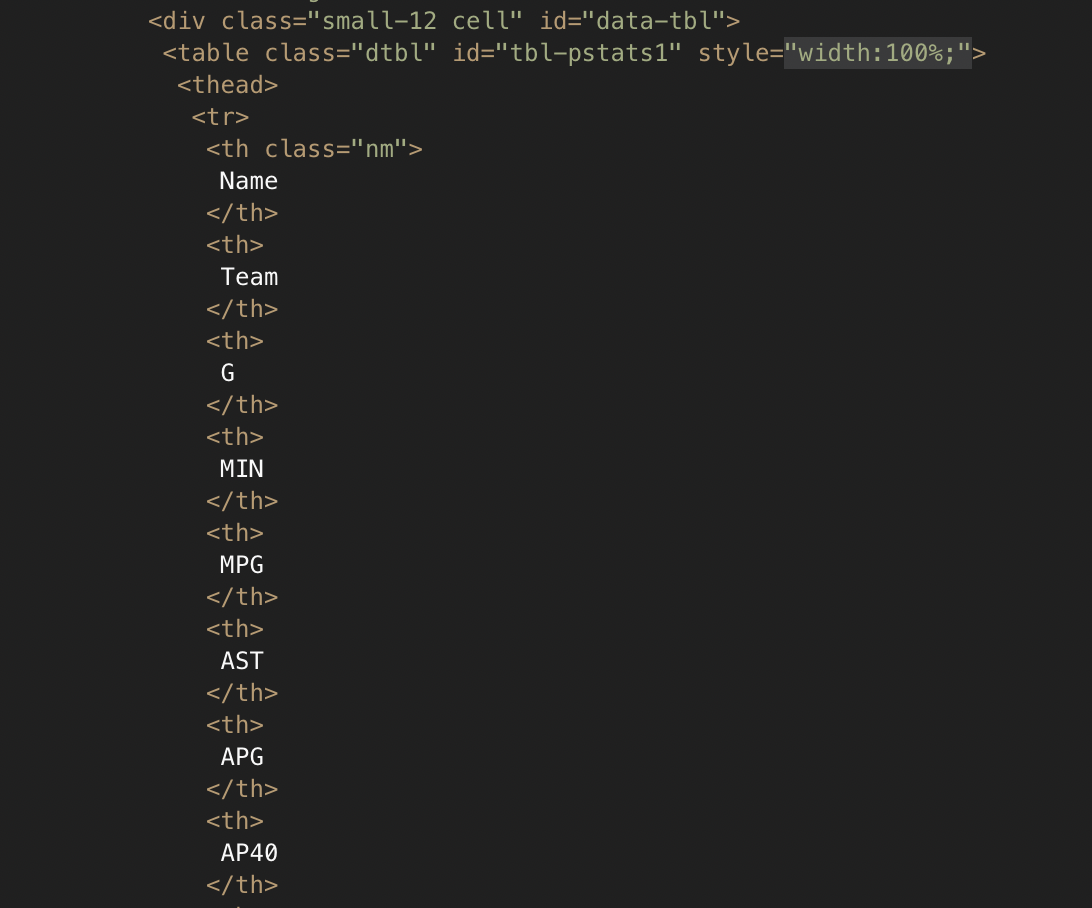 <div class="small-12 cell" id="data-tbl">
<table class="dtbl" id="tbl-pstats1" style="width:100%;">
<thead>
<tr>
<th class="nm">
Name
</th>
<th>
Team
</th>
<th>
G
</th>
<th>
MIN
</th>
<th>
MPG
</th>
<th>
AST
</th>
<th>
APG
</th>
<th>
AP40
</th>